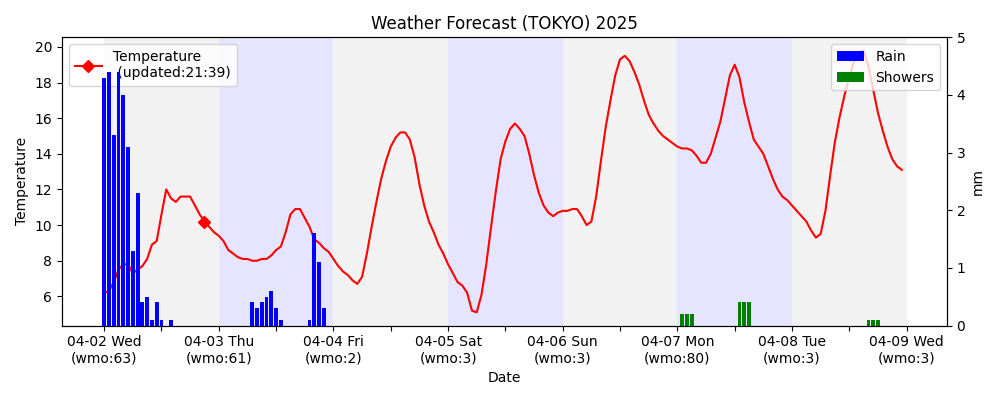 Weather Forecast (TOKYO) 2025
Temperature
(updated:21:39)
Rain
Showers
Temperature
20
18
16
14
12
10
8
6
5
4
3
2
1
0
mm
04-02 Wed
(wmo:63)
04-03 Thu
(wmo:61)
04-04 Fri
(wmo:2)
04-05 Sat
(wmo:3)
04-06 Sun
(wmo:3)
04-07 Mon
(wmo:80)
04-08 Tue
(wmo:3)
04-09 Wed
(wmo:3)
Date